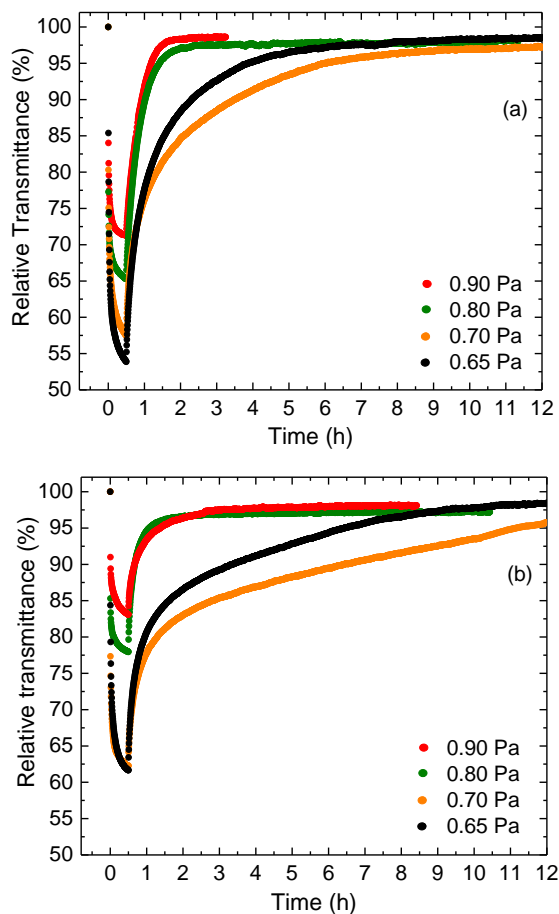 100
95
90
85
80
75
70
65
60
55
50
Relative Transmittance (%)
(a)
0.90 Pa
0.80 Pa
0.70 Pa
0.65 Pa
0 1 2 3 4 5 6 7 8 9 10 11 12
Time (h)
100
95
90
85
80
75
70
65
60
55
50
Relative transmittance (%)
(b)
0.90 Pa
0.80 Pa
0.70 Pa
0.65 Pa
0 1 2 3 4 5 6 7 8 9 10 11 12
Time (h)